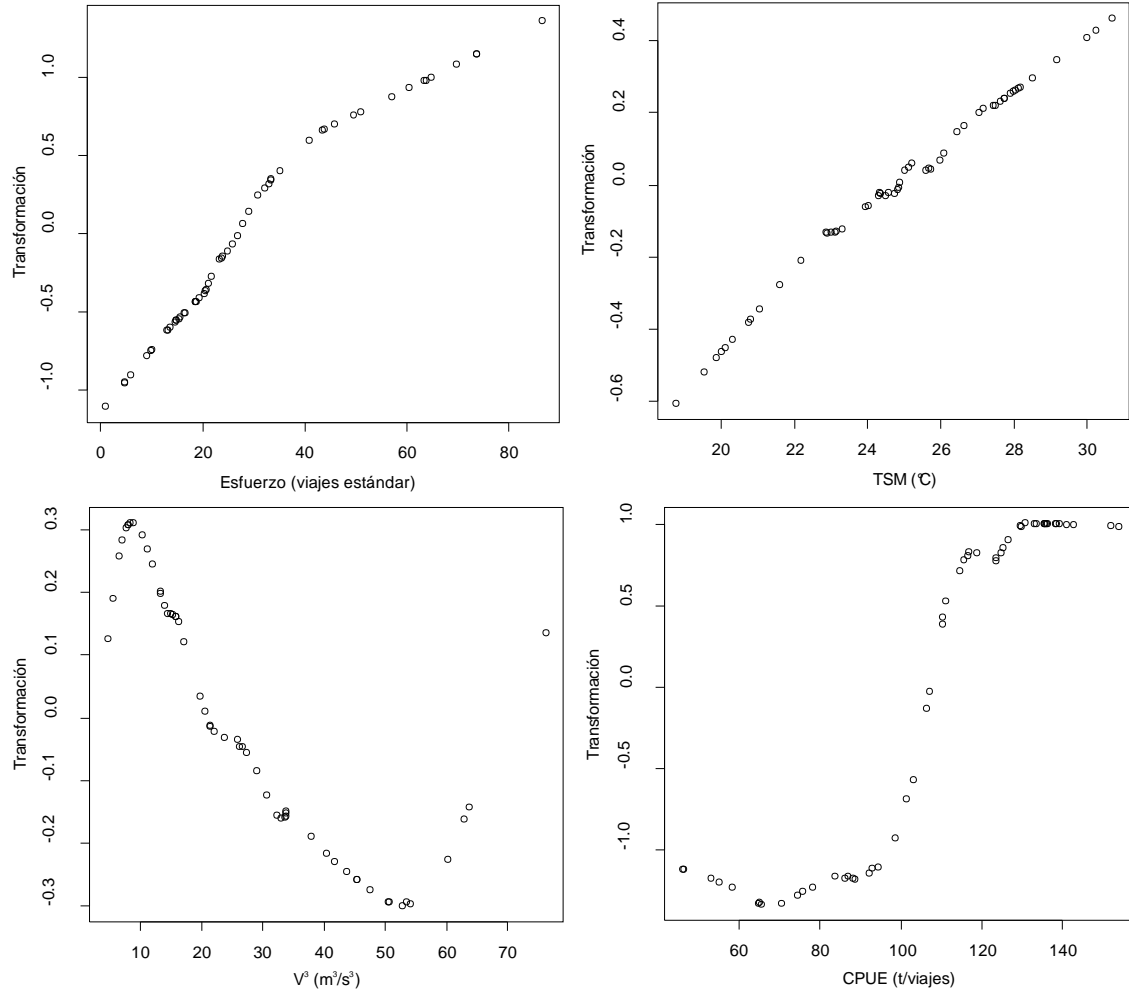 Transformación
1.0
0.5
0.0
-0.5
-1.0
0 20 40 60 80
Esfuerzo (viajes estándar)
Transformación
0.4
0.2
0.0
-0.2
-0.4
-0.6
20 22 24 26 28 30
TSM (°C)
Transformación
0.3
0.2
0.1
0.0
-0.1
-0.2
-0.3
10 20 30 40 50 60 70
V³ (m³/s³)
Transformación
1.0
0.5
0.0
-0.5
-1.0
60 80 100 120 140
CPUE (t/viajes)